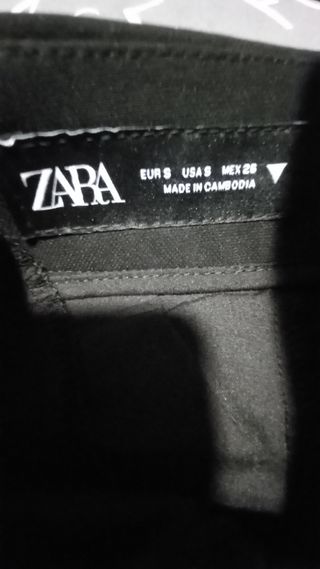 ZARA
EUR S USA S MEX 26
MADE IN CAMBODIA